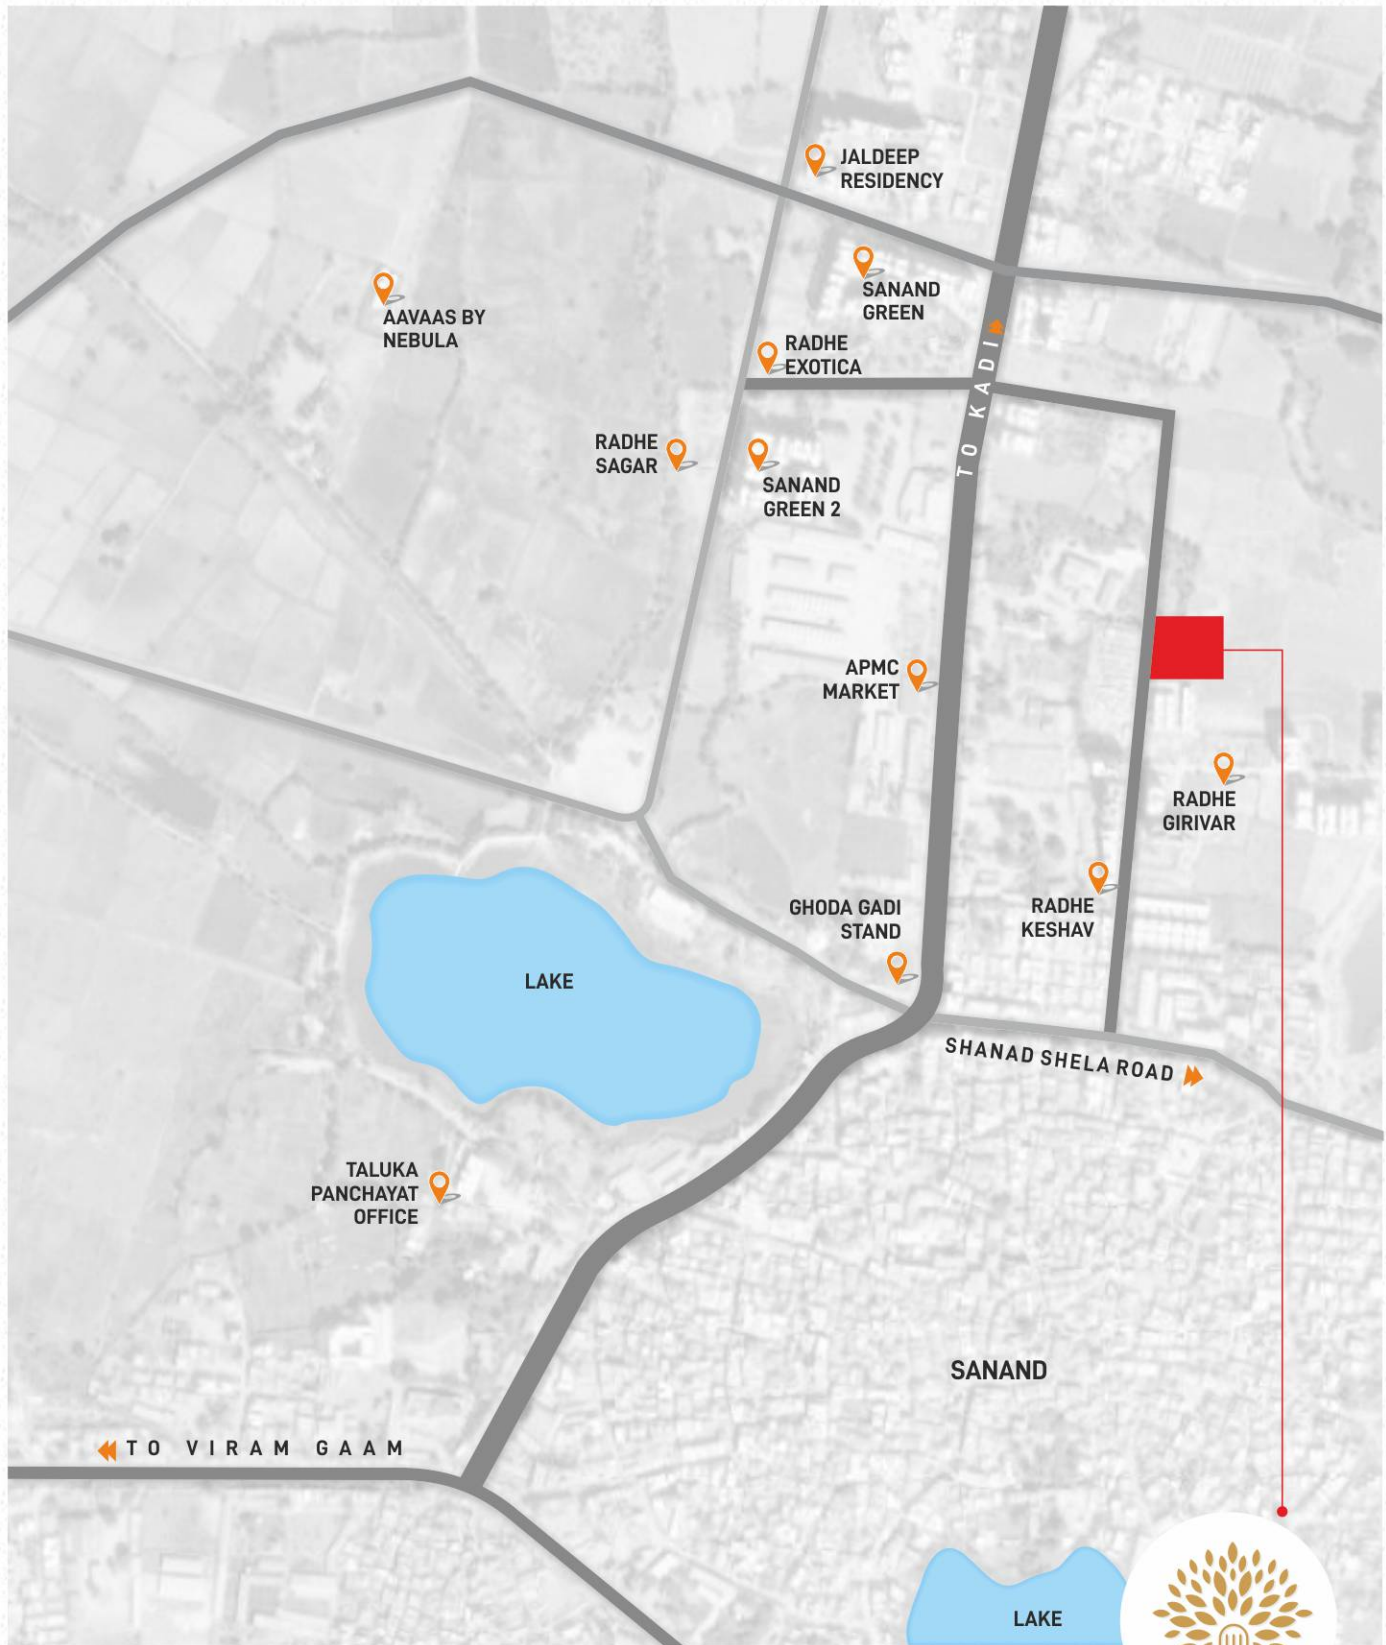 JALDEEP
RESIDENCY
SANAND
GREEN
AAVAAS BY
NEBULA
RADHE
EXOTICA
TO KADI
RADHE
SAGAR
SANAND
GREEN 2
APMC
MARKET
RADHE
GIRIVAR
RADHE
KESHAV
GHODA GADI
STAND
LAKE
SHANAD SHELA ROAD
TALUKA
PANCHAYAT
OFFICE
SANAND
TO VIRAM GAAM
LAKE